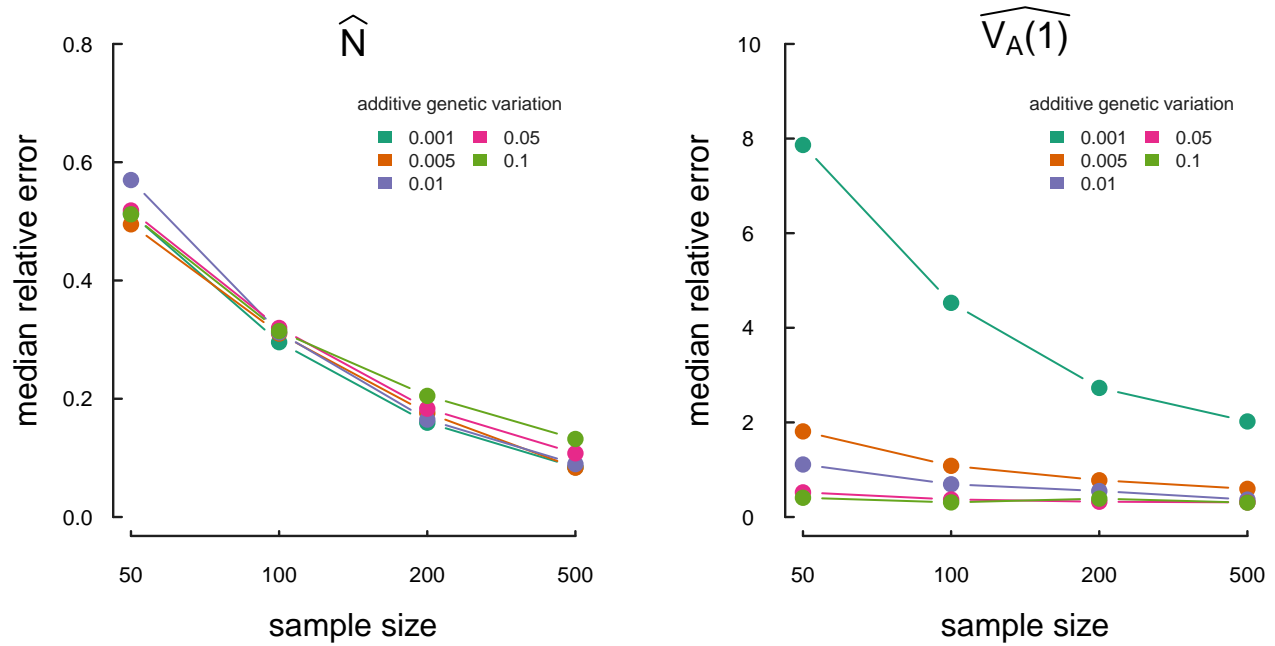 N̂
additive genetic variation
0.001 0.05
0.005 0.1
0.01
0.8
0.6
0.4
0.2
0.0
median relative error
50 100 200 500
sample size
V_A(1)
additive genetic variation
0.001 0.05
0.005 0.1
0.01
10
8
6
4
2
0
median relative error
50 100 200 500
sample size